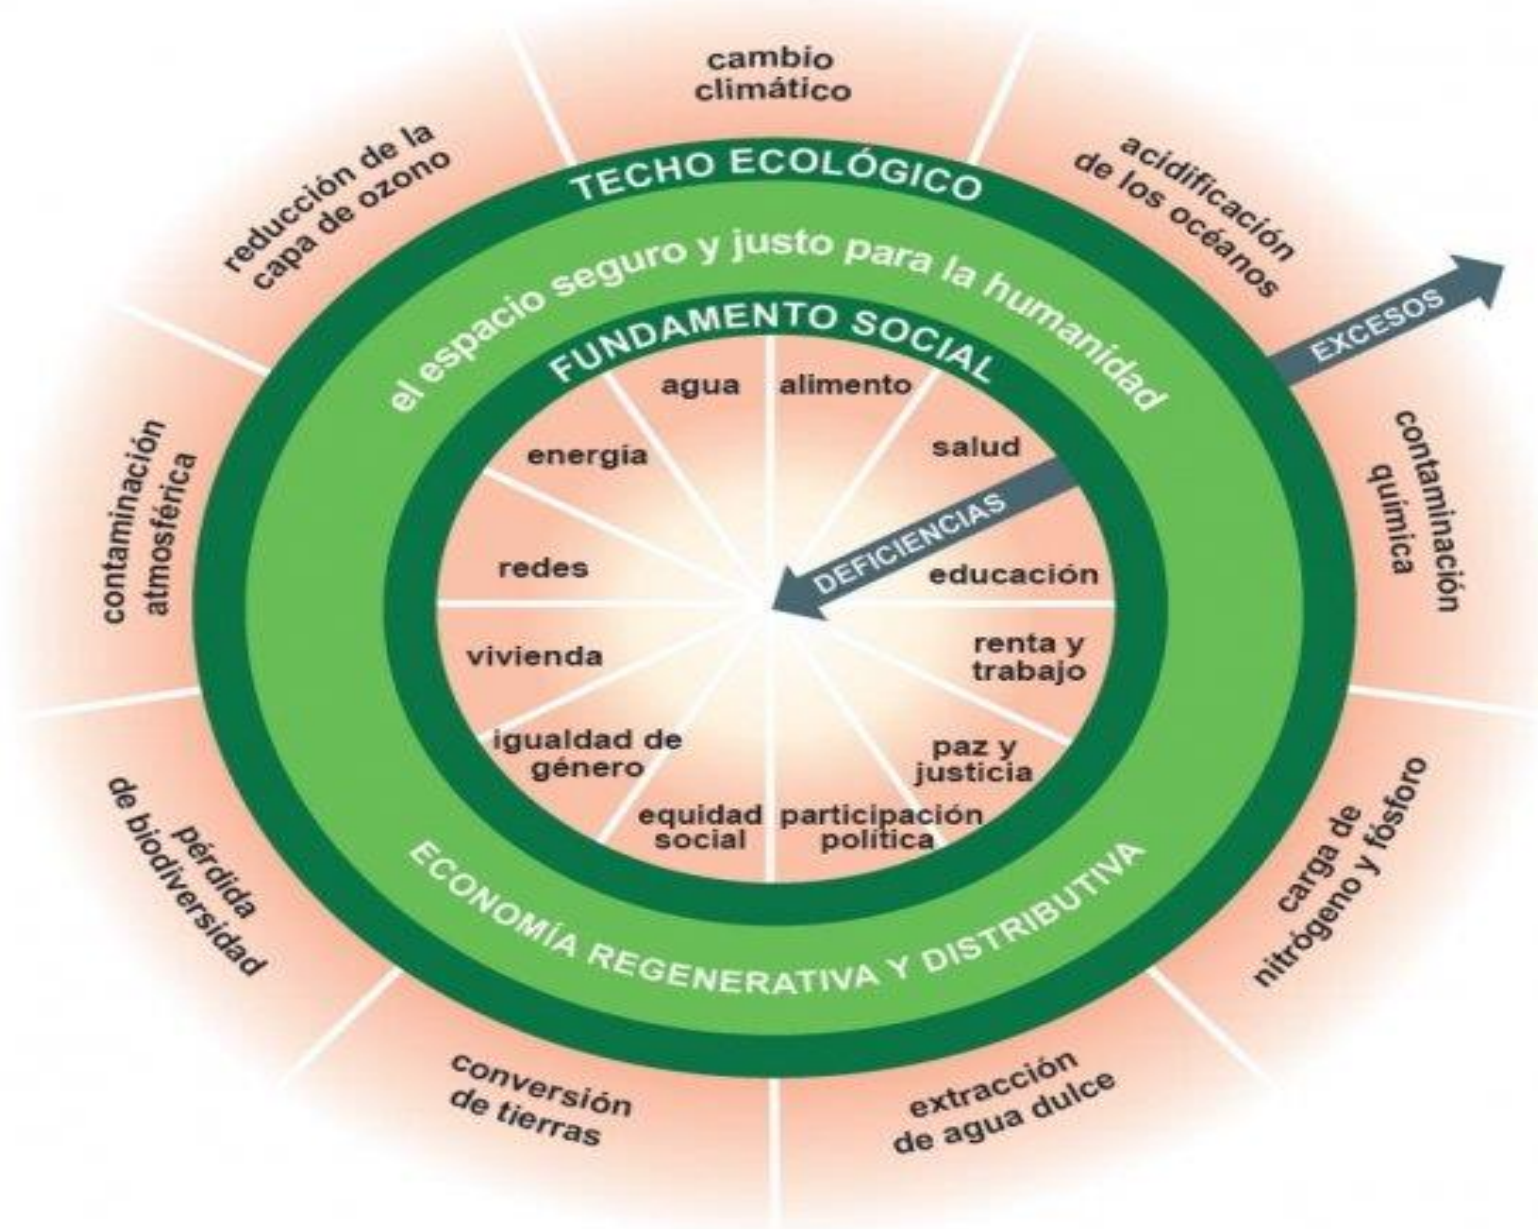 cambio
climático
acidificación
de los océanos
EXCESOS
contaminación
química
carga de
nitrógeno y fósforo
extracción
de agua dulce
conversión
de tierras
pérdida
de biodiversidad
contaminación
atmosférica
reducción de la
capa de ozono
TECHO ECOLÓGICO
el espacio seguro y justo para la humanidad
FUNDAMENTO SOCIAL
agua
alimento
salud
DEFICIENCIAS
educación
renta y
trabajo
paz y
justicia
participación
política
equidad
social
igualdad de
género
vivienda
redes
energía
ECONOMÍA REGENERATIVA Y DISTRIBUTIVA